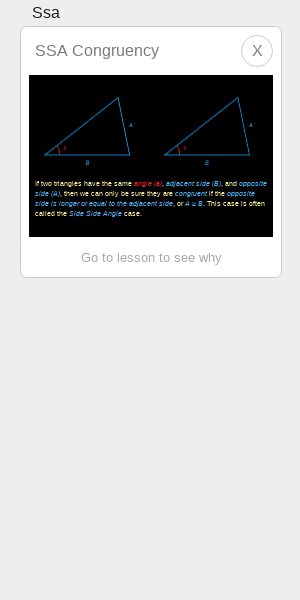 Ssa
SSA Congruency
X
A
A
a
a
B
B
If two triangles have the same angle (a), adjacent side (B), and opposite
side (A), then we can only be sure they are congruent if the opposite
side is longer or equal to the adjacent side, or A ≥ B. This case is often
called the Side Side Angle case.
Go to lesson to see why